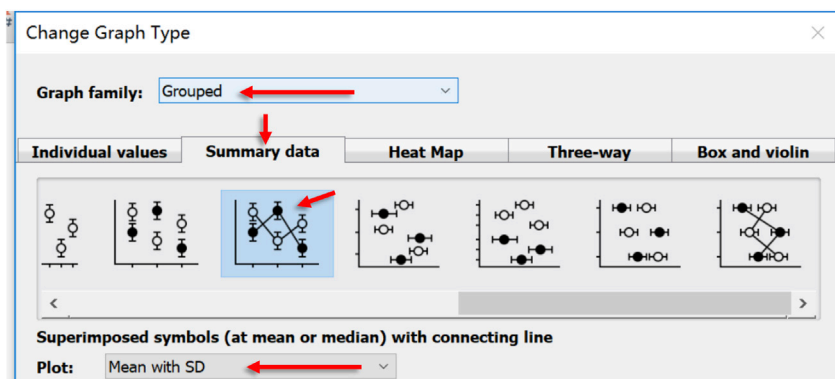 Change Graph Type
Graph family: Grouped
Individual values Summary data Heat Map Three-way Box and violin
Superimposed symbols (at mean or median) with connecting line
Plot: Mean with SD